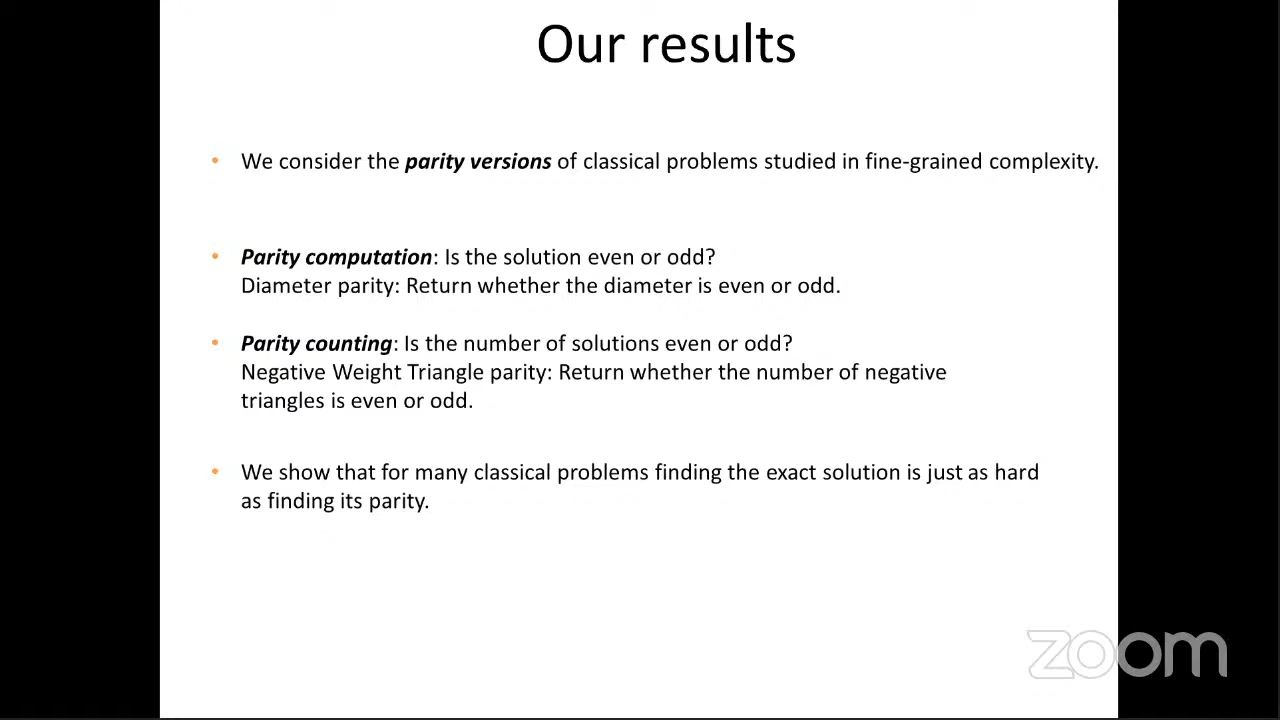 Our results
• We consider the parity versions of classical problems studied in fine-grained complexity.
• Parity computation: Is the solution even or odd?
Diameter parity: Return whether the diameter is even or odd.
• Parity counting: Is the number of solutions even or odd?
Negative Weight Triangle parity: Return whether the number of negative
triangles is even or odd.
• We show that for many classical problems finding the exact solution is just as hard
as finding its parity.
zoom